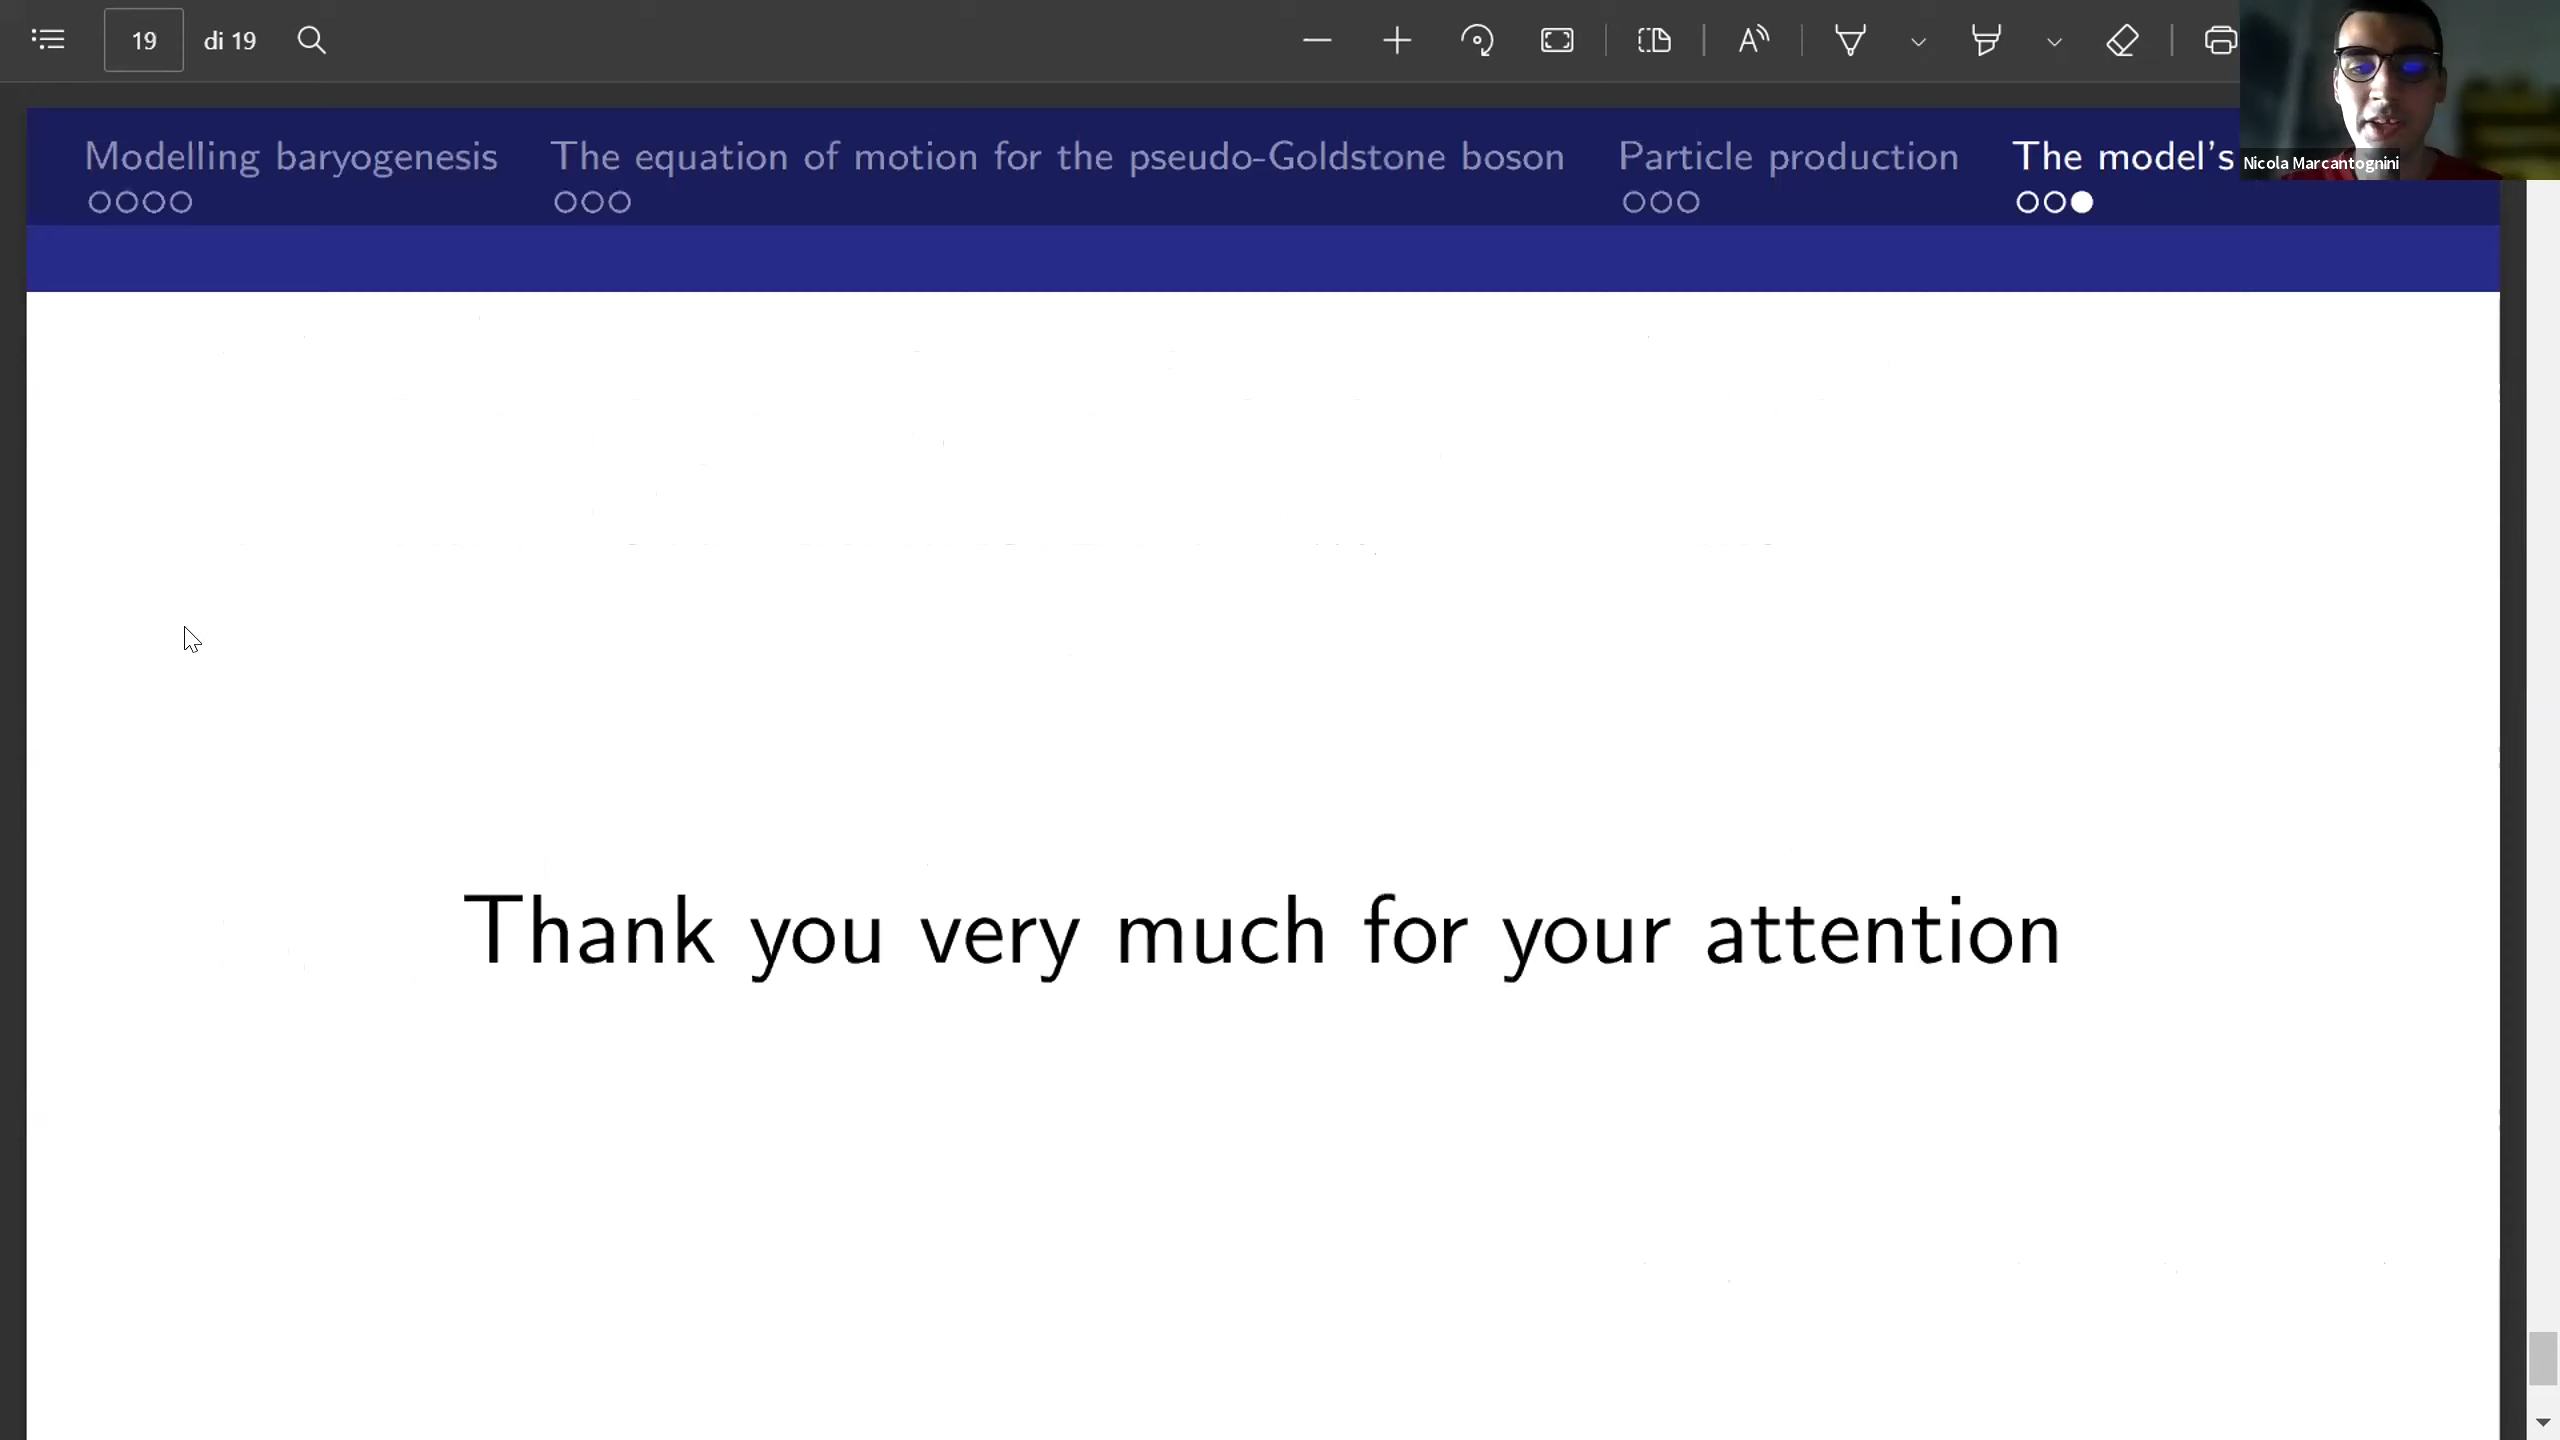 19 di 19
Modelling baryogenesis The equation of motion for the pseudo-Goldstone boson Particle production The model's
Nicola Marcantognini
Thank you very much for your attention